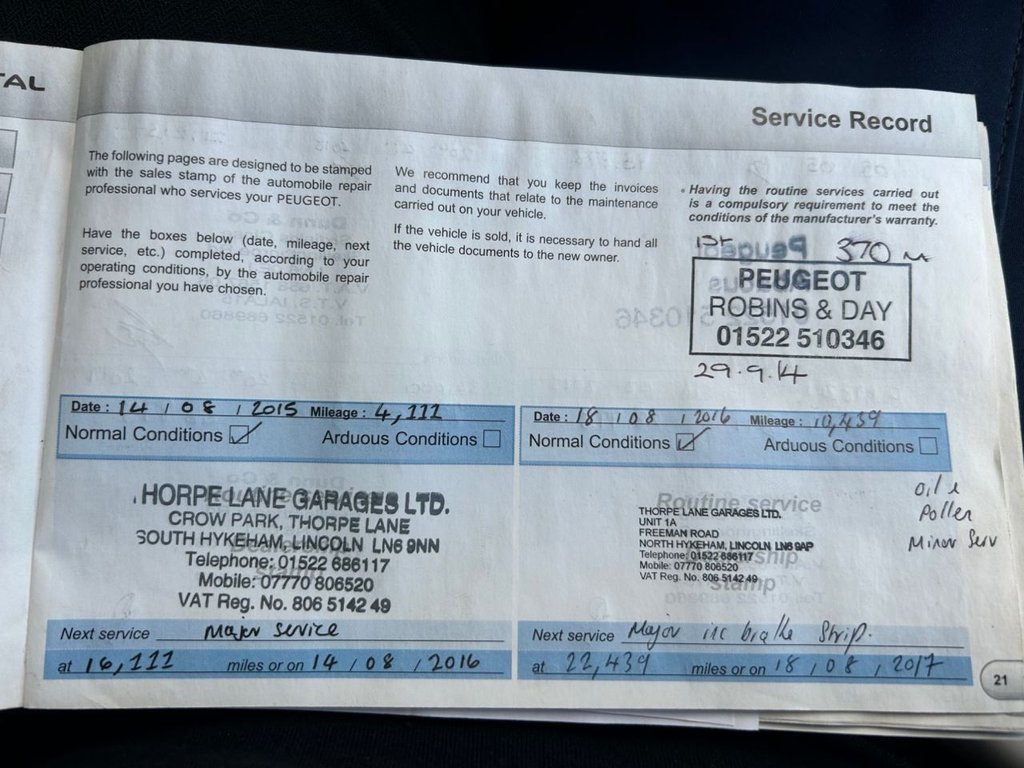 TAL
Service Record
The following pages are designed to be stamped
with the sales stamp of the automobile repair
professional who services your PEUGEOT.
Have the boxes below (date, mileage, next
service, etc.) completed, according to your
operating conditions, by the automobile repair
professional you have chosen.
We recommend that you keep the invoices
and documents that relate to the maintenance
carried out on your vehicle.
If the vehicle is sold, it is necessary to hand all
the vehicle documents to the new owner.
• Having the routine services carried out
is a compulsory requirement to meet the
conditions of the manufacturer's warranty.
1st 370 M
PEUGEOT
ROBINS & DAY
01522 510346
29.9.14
Date : 14 / 08 / 2015 Mileage : 4,111
Normal Conditions Arduous Conditions
HORPE LANE GARAGES LTD.
CROW PARK, THORPE LANE
SOUTH HYKEHAM, LINCOLN LN6 9NN
Telephone: 01522 686117
Mobile: 07770 806520
VAT Reg. No. 806 5142 49
Next service Major service
at 16,111 miles or on 14 / 08 / 2016
Date : 18 / 08 / 2016 Mileage : 10,439
Normal Conditions Arduous Conditions
Routine service
THORPE LANE GARAGES LTD.
UNIT 1A
FREEMAN ROAD
NORTH HYKEHAM, LINCOLN LN6 9AP
Telephone: 01522 686117
Mobile: 07770 806520
VAT Reg. No. 806 5142 49
stamp
Oil &
Pollen
Minor Serv
Next service Major inc brake Strip.
at 22,439 miles or on 18 / 08 / 2017
21